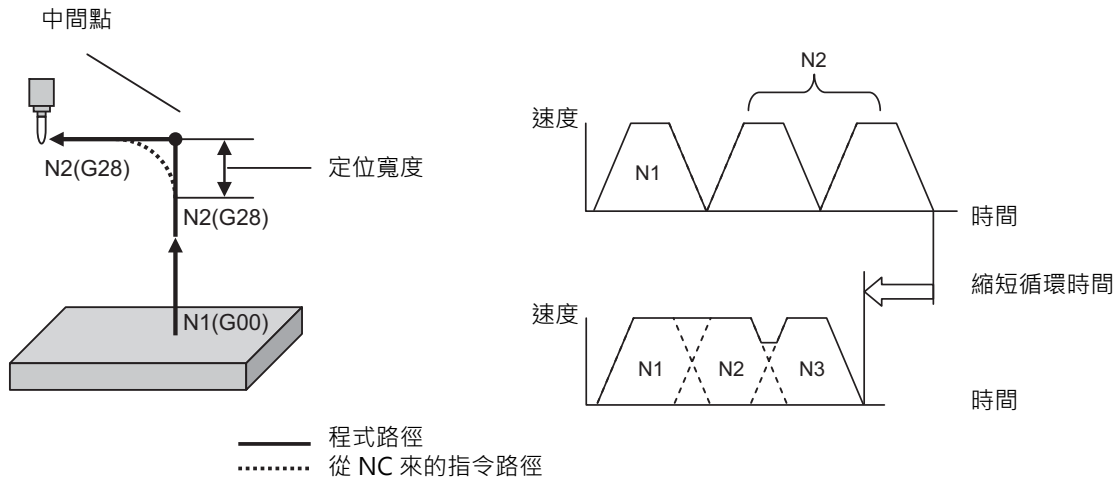 中間點
N2(G28)
定位寬度
N2(G28)
N1(G00)
N2
速度
N1
時間
縮短循環時間
速度
N1
N2
N3
時間
程式路徑
從 NC 來的指令路徑